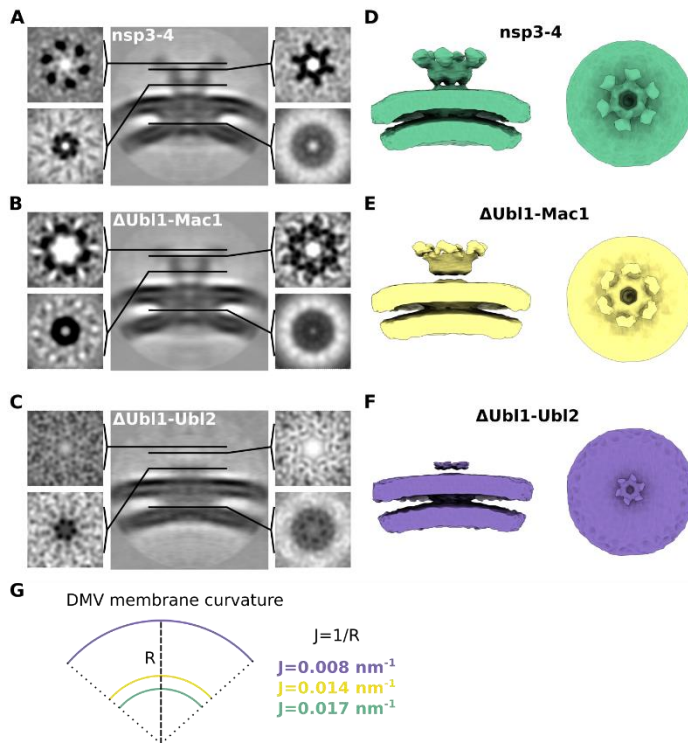 A
nsp3-4
D
nsp3-4
B
ΔUbl1-Mac1
E
ΔUbl1-Mac1
C
ΔUbl1-Ubl2
F
ΔUbl1-Ubl2
G
DMV membrane curvature
R
J=1/R
J=0.008 nm⁻¹
J=0.014 nm⁻¹
J=0.017 nm⁻¹